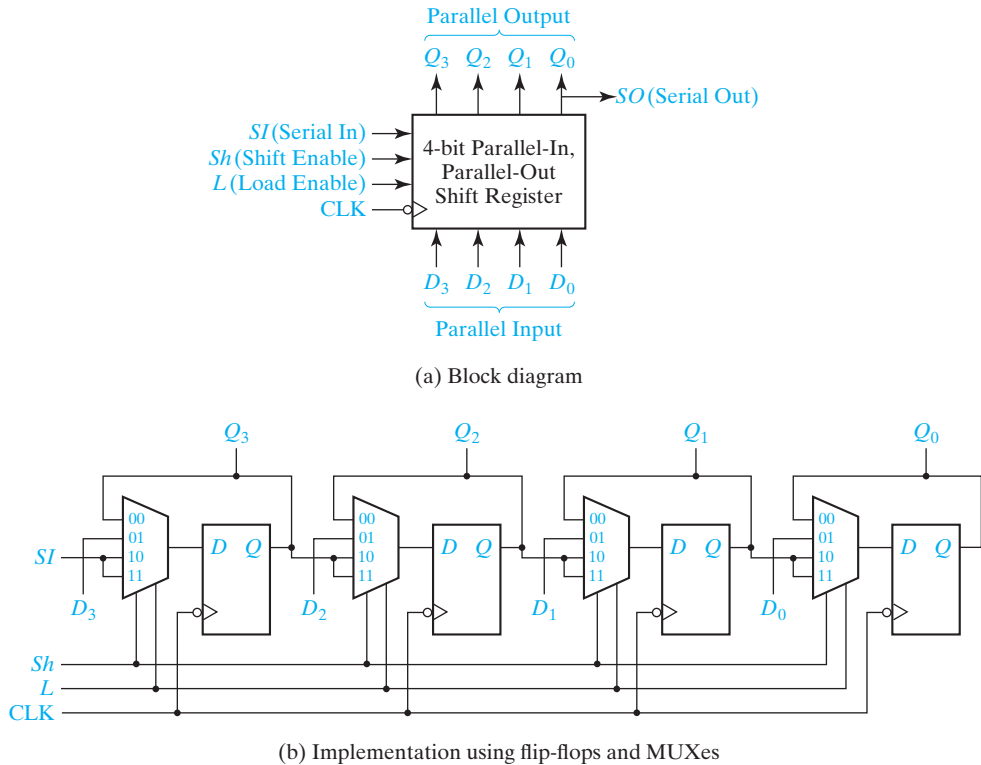 Parallel Output
Q3 Q2 Q1 Q0
SO (Serial Out)
SI (Serial In)
Sh (Shift Enable)
L (Load Enable)
CLK
4-bit Parallel-In,
Parallel-Out
Shift Register
D3 D2 D1 D0
Parallel Input
(a) Block diagram
Q3 Q2 Q1 Q0
00 00 00 00
01 D Q 01 D Q 01 D Q 01 D Q
SI 10 10 10 10
11 11 11 11
D3 D2 D1 D0
Sh
L
CLK
(b) Implementation using flip-flops and MUXes